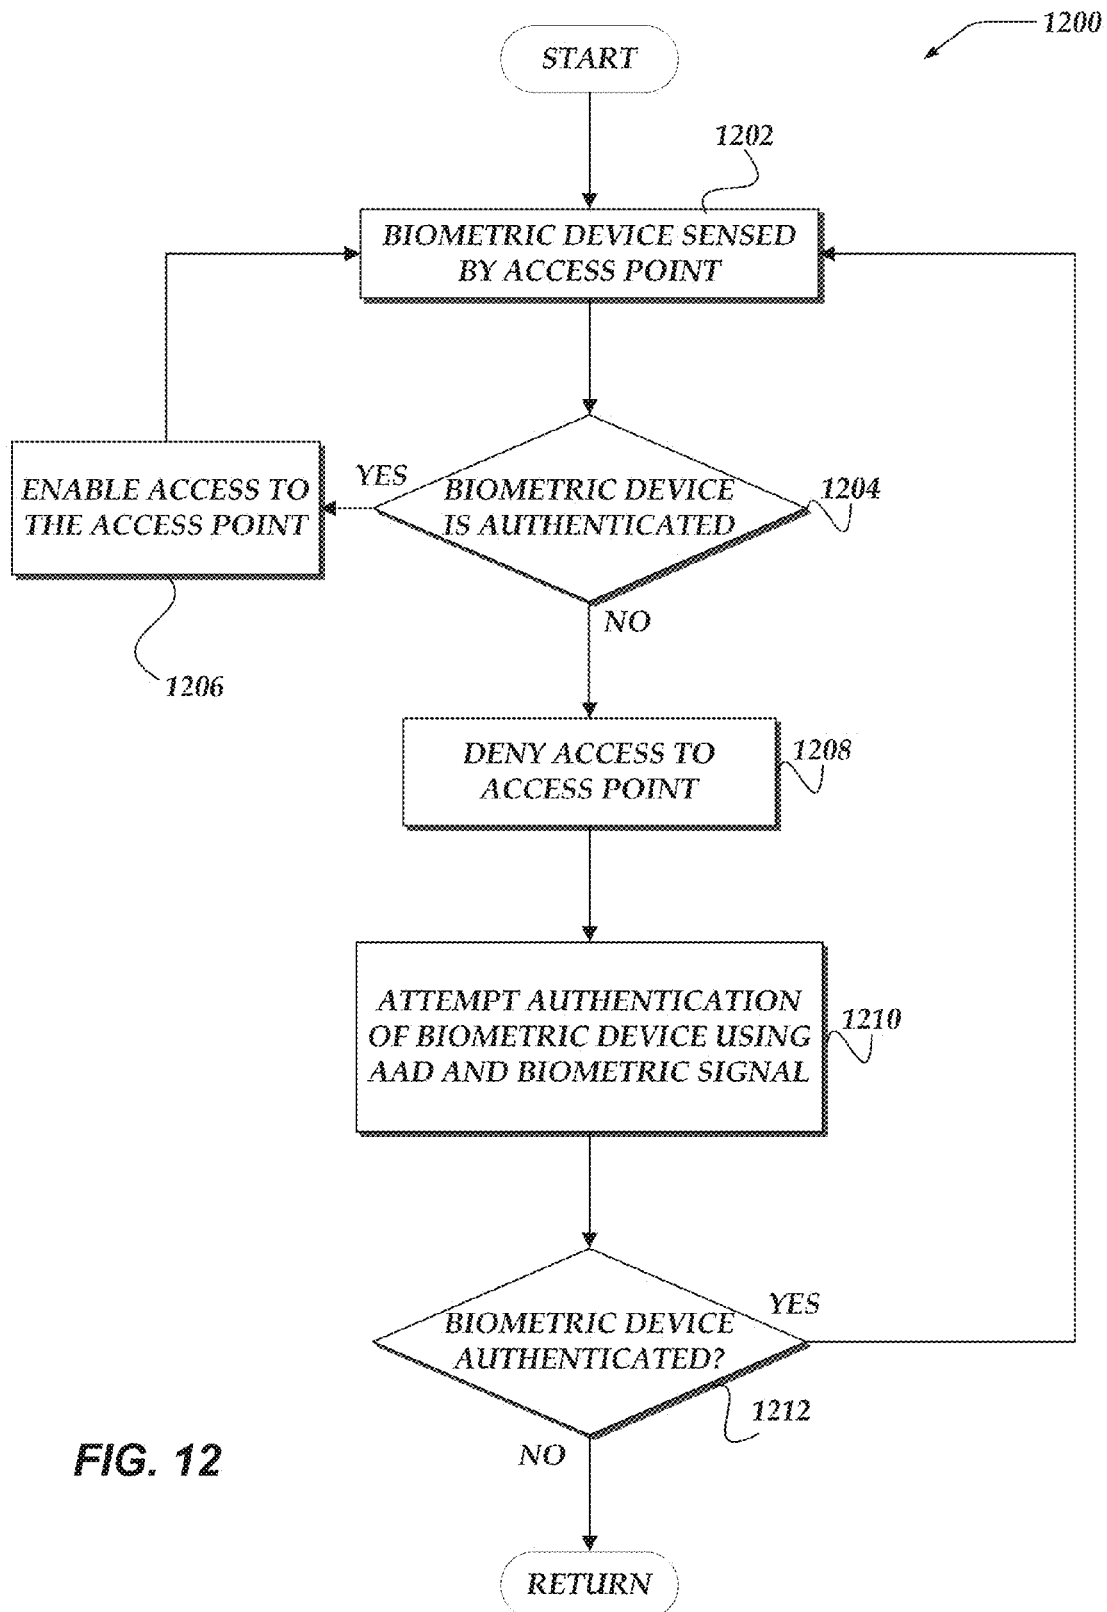 1200
START
1202
BIOMETRIC DEVICE SENSED
BY ACCESS POINT
YES
ENABLE ACCESS TO
THE ACCESS POINT
BIOMETRIC DEVICE
IS AUTHENTICATED
1204
NO
1206
DENY ACCESS TO
ACCESS POINT
1208
ATTEMPT AUTHENTICATION
OF BIOMETRIC DEVICE USING
AAD AND BIOMETRIC SIGNAL
1210
YES
BIOMETRIC DEVICE
AUTHENTICATED?
1212
NO
FIG. 12
RETURN